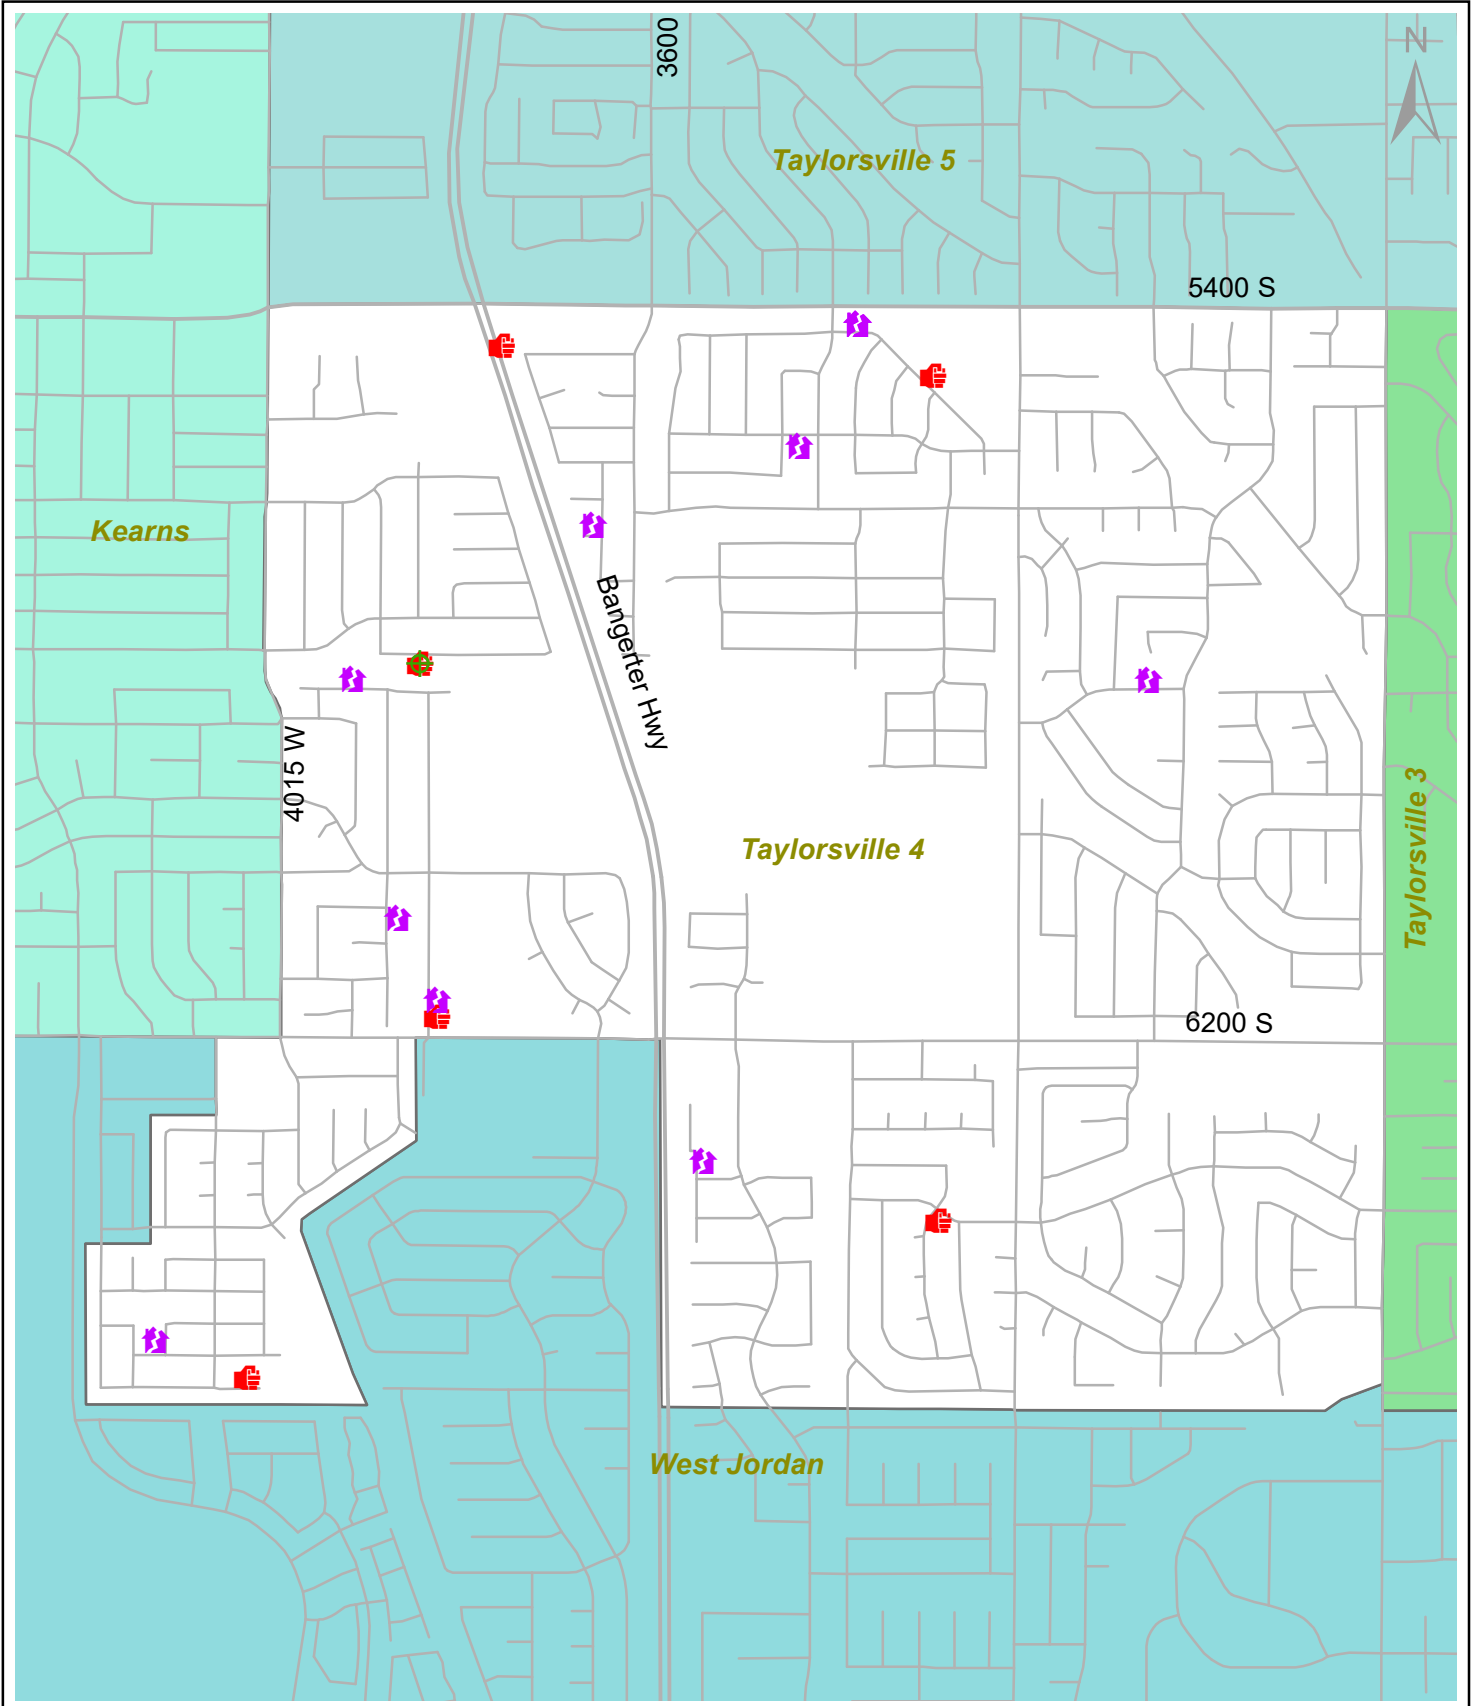 3600
N
Taylorsville 5
5400 S
Kearns
Bangerter Hwy
4015 W
Taylorsville 4
Taylorsville 3
6200 S
West Jordan